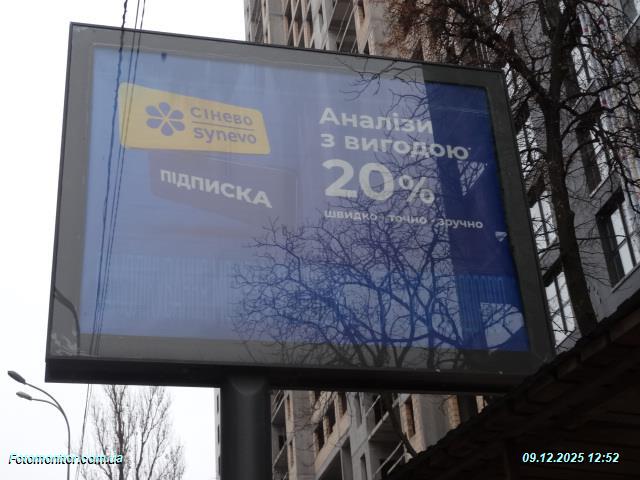 сінево
synevo
ПІДПИСКА
Аналізи
з вигодою*
20%
швидко · точно · зручно
Fotomonitor.com.ua
09.12.2025 12:52